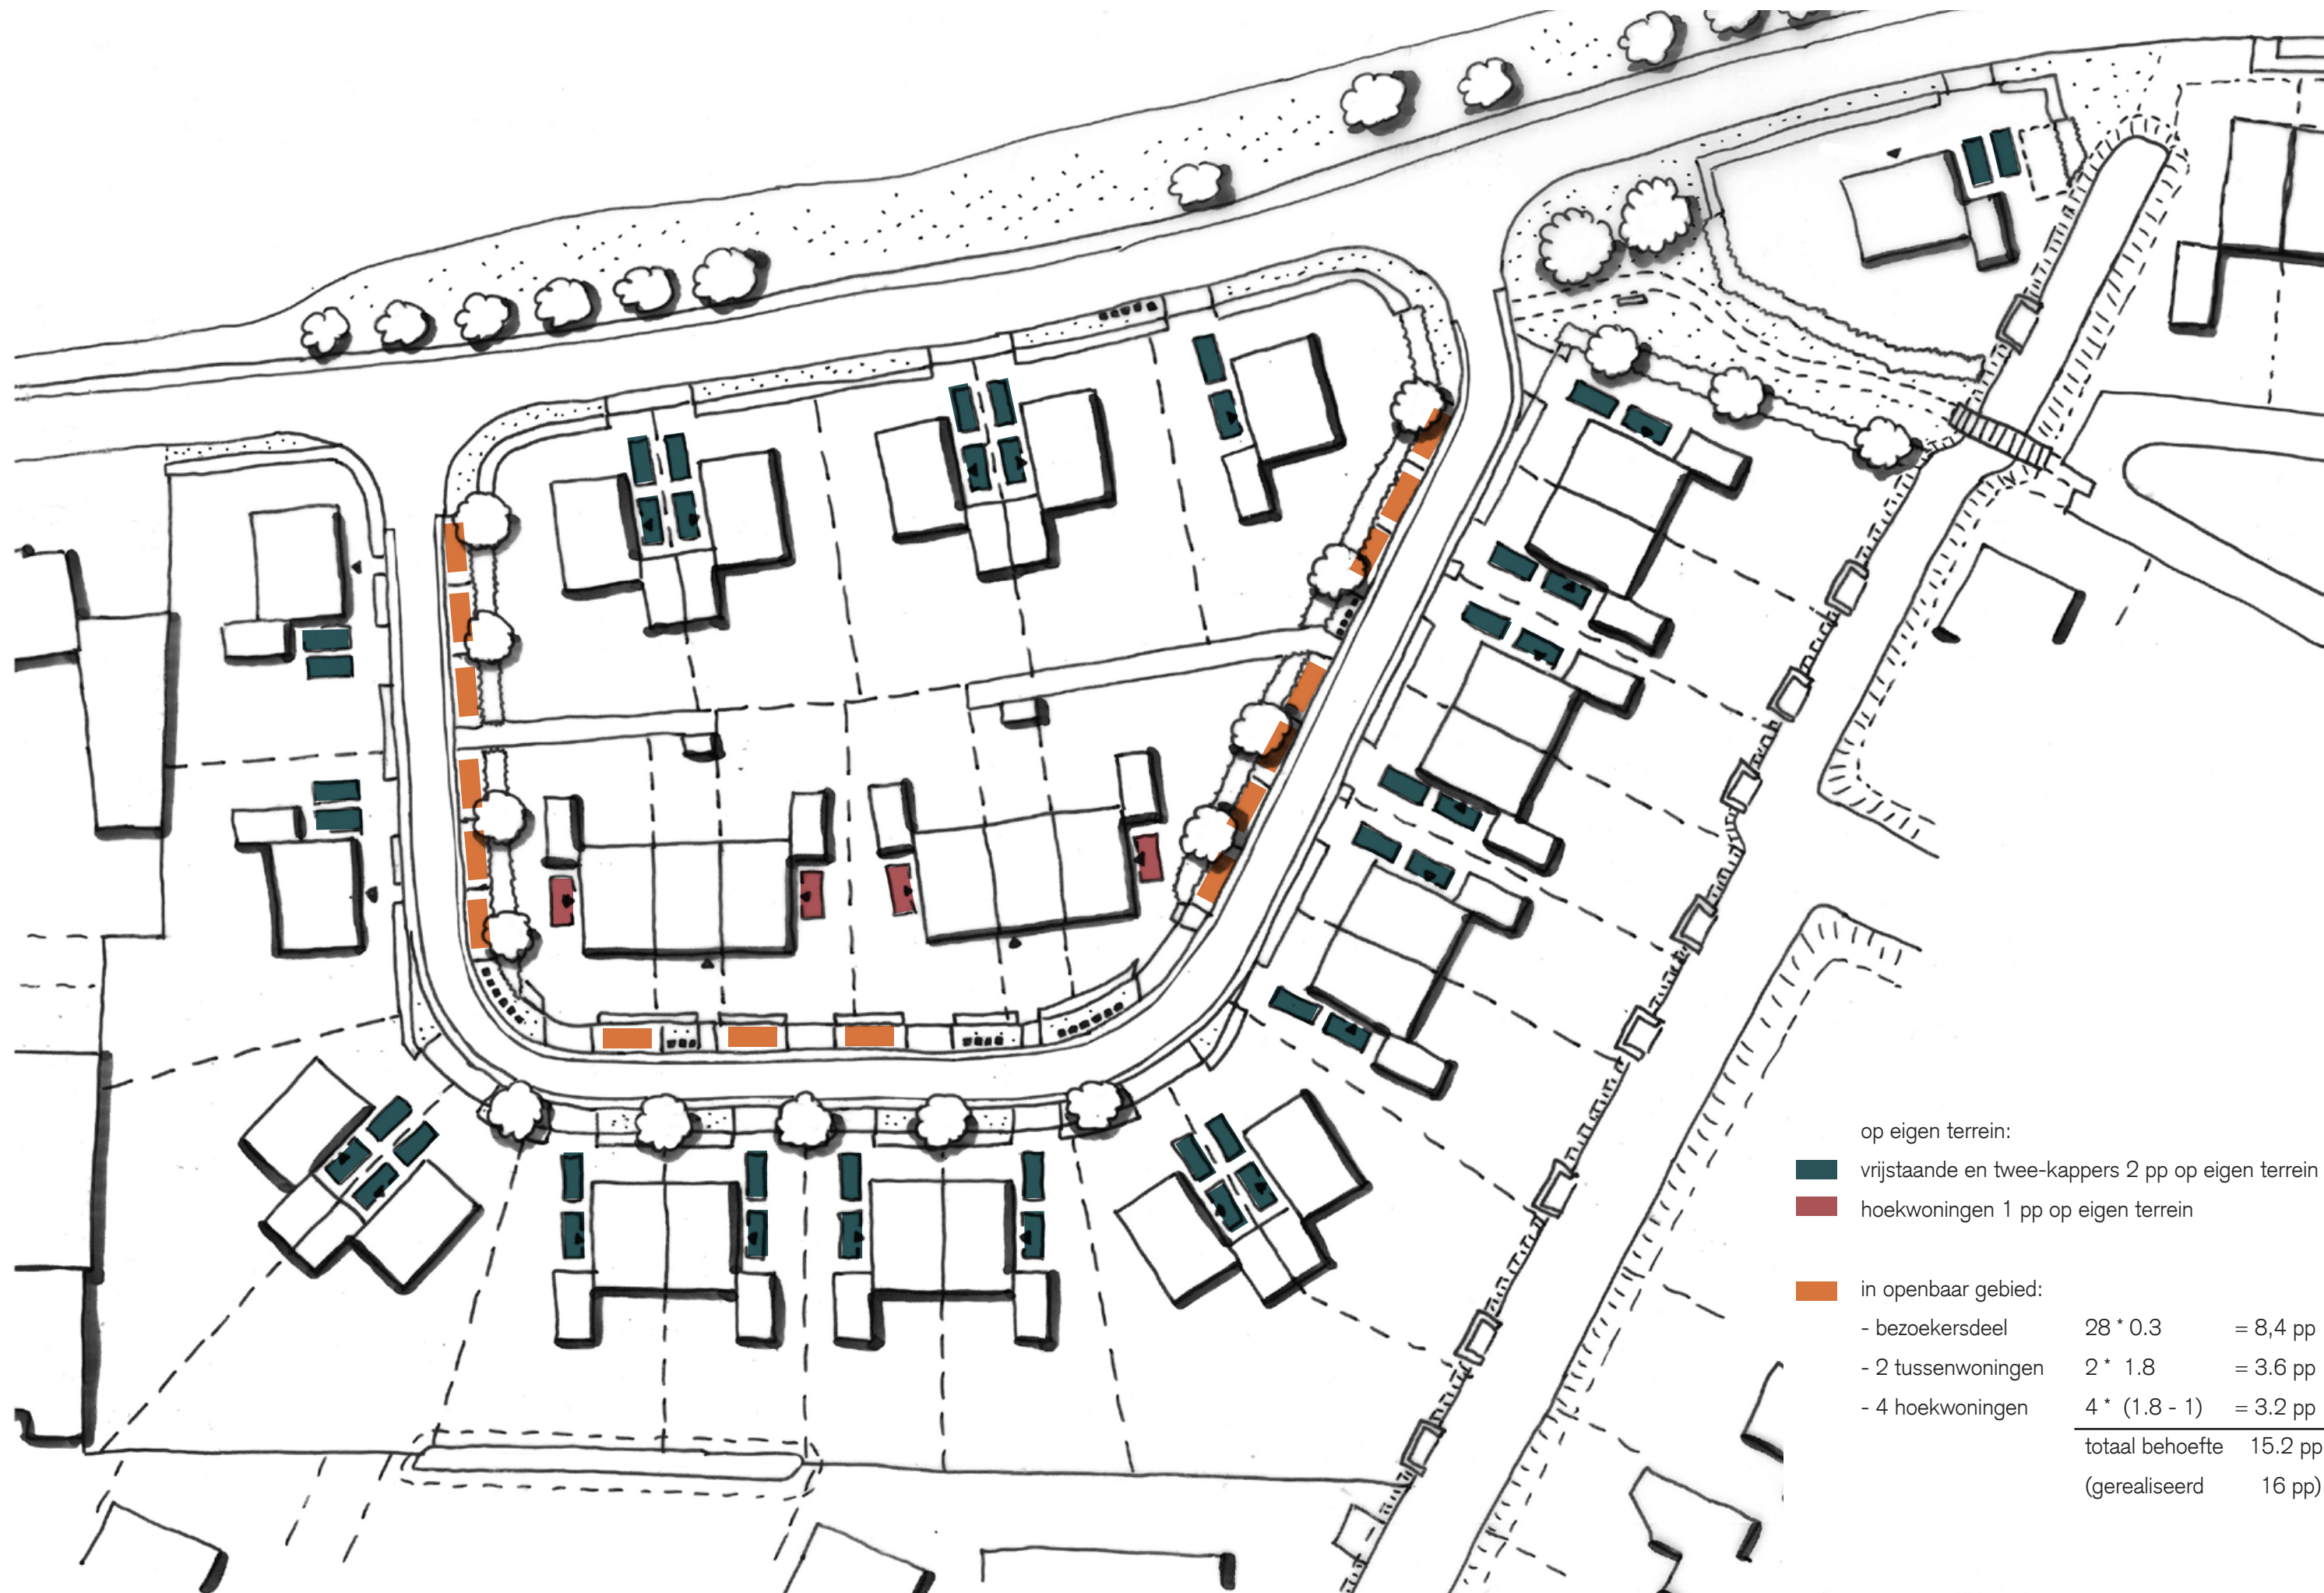 op eigen terrein:
vrijstaande en twee-kappers 2 pp op eigen terrein
hoekwoningen 1 pp op eigen terrein
in openbaar gebied:
- bezoekersdeel 28 * 0.3 = 8,4 pp
- 2 tussenwoningen 2 * 1.8 = 3.6 pp
- 4 hoekwoningen 4 * (1.8 - 1) = 3.2 pp
totaal behoefte 15.2 pp
(gerealiseerd 16 pp)